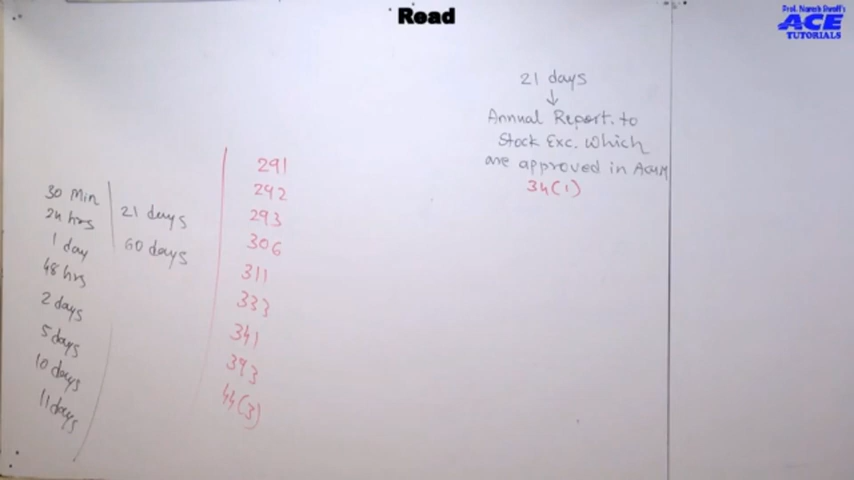 Read
Prof. Naresh Shroff's
ACE
TUTORIALS
21 days
↓
Annual Report. to
Stock Exc. which
are approved in AGM
34(1)
30 Min
24 hrs
1 day
48 hrs
2 days
5 days
10 days
11 days
21 days
60 days
291
292
293
306
311
333
341
393
44(3)